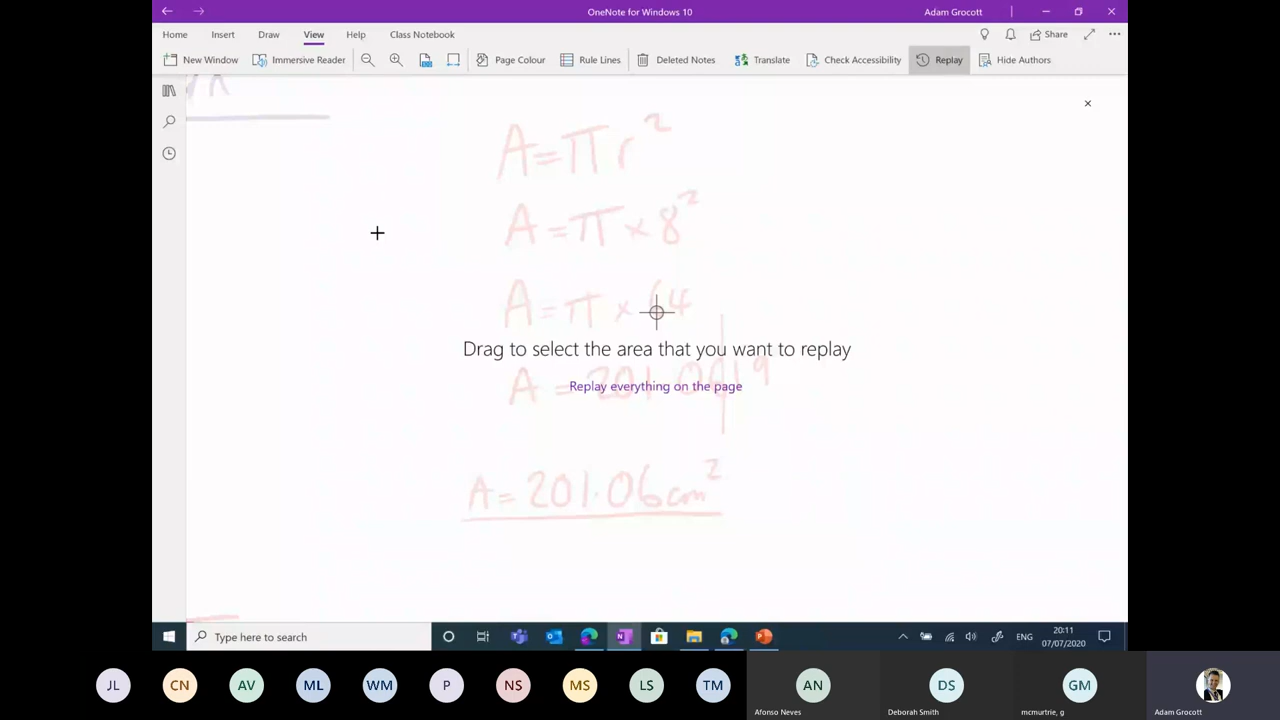 OneNote for Windows 10
Adam Grocott
Home Insert Draw View Help Class Notebook
Share
New Window Immersive Reader Page Colour Rule Lines Deleted Notes Translate Check Accessibility Replay Hide Authors
A = πr²
A = π × 8²
A = π × 64
Drag to select the area that you want to replay
A = 201.0619
Replay everything on the page
A = 201.06cm²
Type here to search
ENG
20:11
07/07/2020
JL CN AV ML WM P NS MS LS TM AN DS GM
Afonso Neves Deborah Smith mcmurtrie, g Adam Grocott